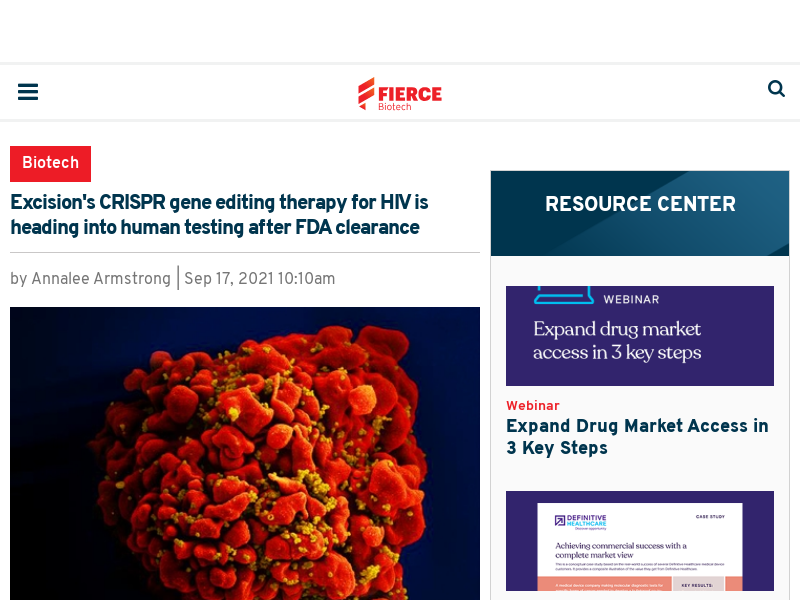 FIERCE
Biotech
Biotech
Excision's CRISPR gene editing therapy for HIV is
heading into human testing after FDA clearance
by Annalee Armstrong | Sep 17, 2021 10:10am
RESOURCE CENTER
WEBINAR
Expand drug market
access in 3 key steps
Webinar
Expand Drug Market Access in
3 Key Steps
DEFINITIVE
HEALTHCARE
CASE STUDY
Achieving commercial success with a
complete market view
KEY RESULTS: